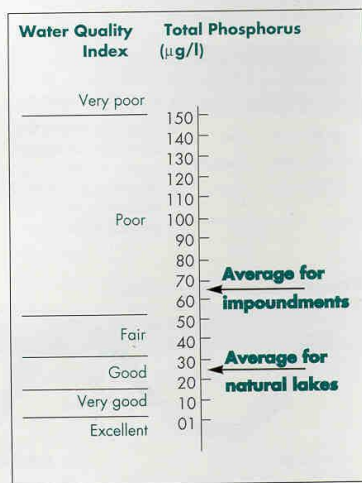 Water Quality Index
Total Phosphorus (µg/l)
Very poor
150
140
130
120
110
Poor
100
90
80
70
Average for
impoundments
60
50
Fair
40
30
Average for
natural lakes
Good
20
Very good
10
01
Excellent